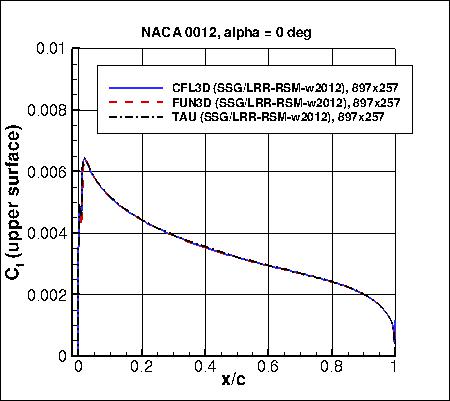 NACA 0012, alpha = 0 deg
0.01
CFL3D (SSG/LRR-RSM-w2012), 897x257
FUN3D (SSG/LRR-RSM-w2012), 897x257
TAU (SSG/LRR-RSM-w2012), 897x257
0.008
0.006
0.004
0.002
0
Cf (upper surface)
0 0.2 0.4 0.6 0.8 1
x/c